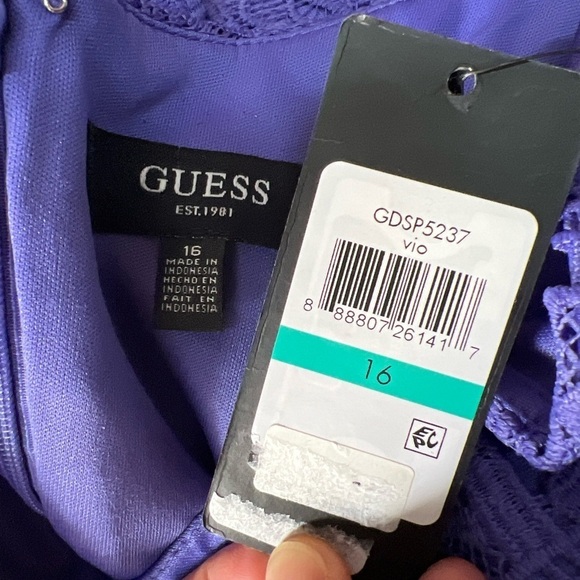 GUESS
EST.1981
16
MADE IN
INDONESIA
HECHO EN
INDONESIA
FAIT EN
INDONESIA
GDSP5237
vio
8 88807 26141 7
16
EPC